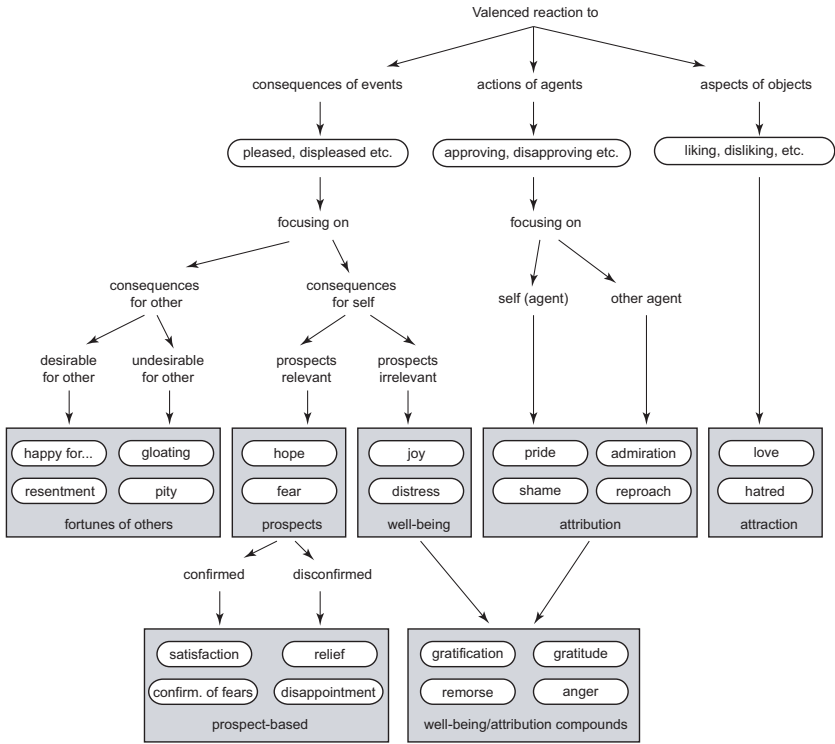 Valenced reaction to
consequences of events
actions of agents
aspects of objects
pleased, displeased etc.
approving, disapproving etc.
liking, disliking, etc.
focusing on
focusing on
consequences
for other
consequences
for self
self (agent)
other agent
desirable
for other
undesirable
for other
prospects
relevant
prospects
irrelevant
happy for...
gloating
resentment
pity
fortunes of others
hope
fear
prospects
joy
distress
well-being
pride
admiration
shame
reproach
attribution
love
hatred
attraction
confirmed
disconfirmed
satisfaction
relief
confirm. of fears
disappointment
prospect-based
gratification
gratitude
remorse
anger
well-being/attribution compounds